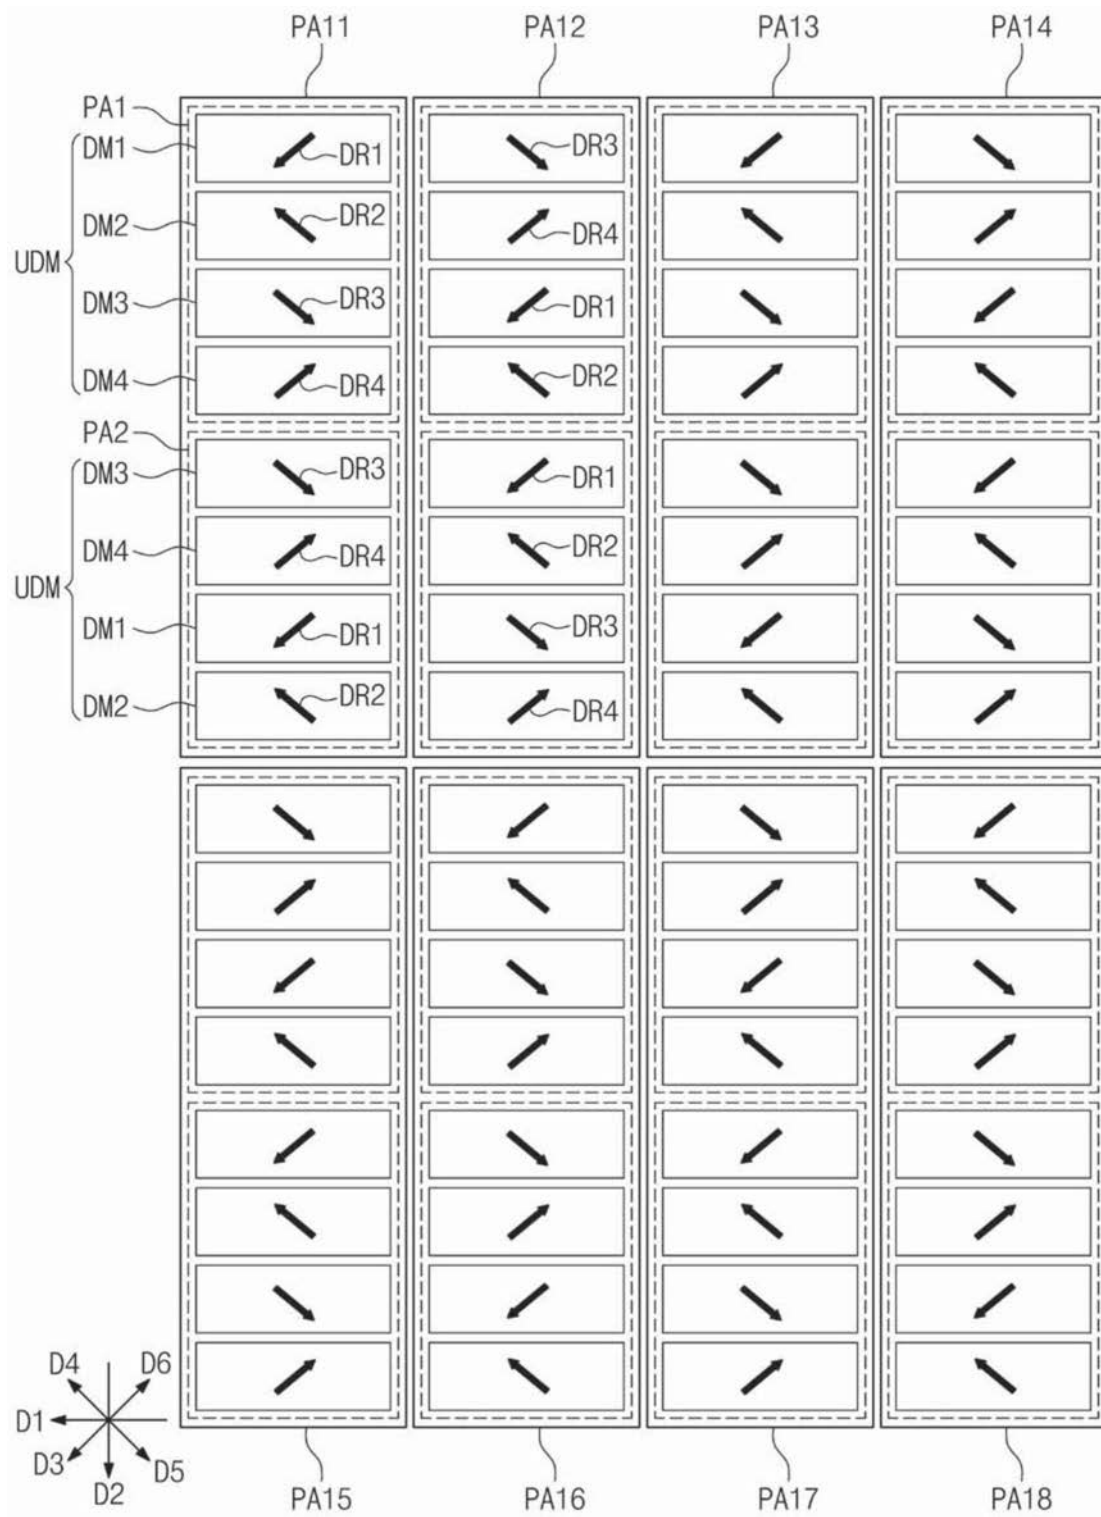 PA11 PA12 PA13 PA14
PA1
DM1 DR1 DR3
DM2 DR2 DR4
UDM
DM3 DR3 DR1
DM4 DR4 DR2
PA2
DM3 DR3 DR1
DM4 DR4 DR2
UDM
DM1 DR1 DR3
DM2 DR2 DR4
D4 D6
D1
D3 D5
D2
PA15 PA16 PA17 PA18